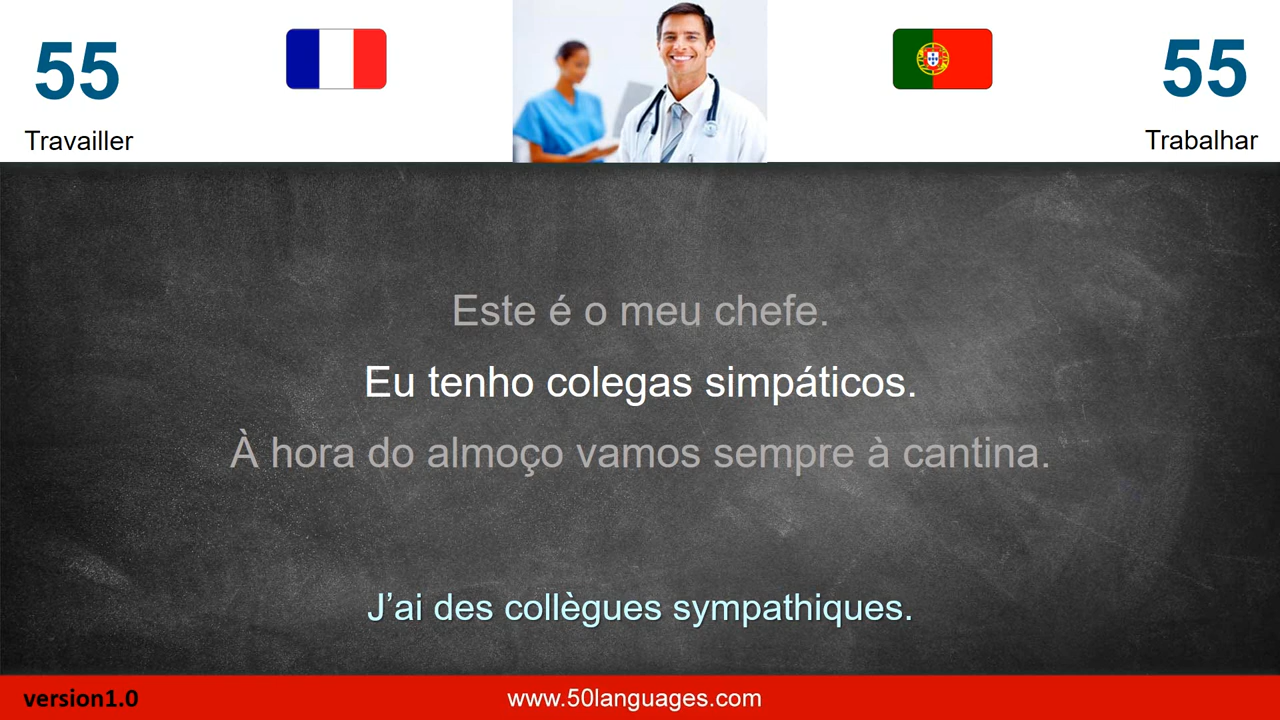 55
55
Travailler
Trabalhar
Este é o meu chefe.
Eu tenho colegas simpáticos.
À hora do almoço vamos sempre à cantina.
J’ai des collègues sympathiques.
version1.0
www.50languages.com